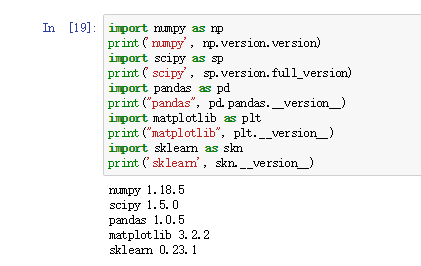 In [19]: import numpy as np
print('numpy', np.version.version)
import scipy as sp
print('scipy', sp.version.full_version)
import pandas as pd
print("pandas", pd.pandas.__version__)
import matplotlib as plt
print("matplotlib", plt.__version__)
import sklearn as skn
print('sklearn', skn.__version__)
numpy 1.18.5
scipy 1.5.0
pandas 1.0.5
matplotlib 3.2.2
sklearn 0.23.1